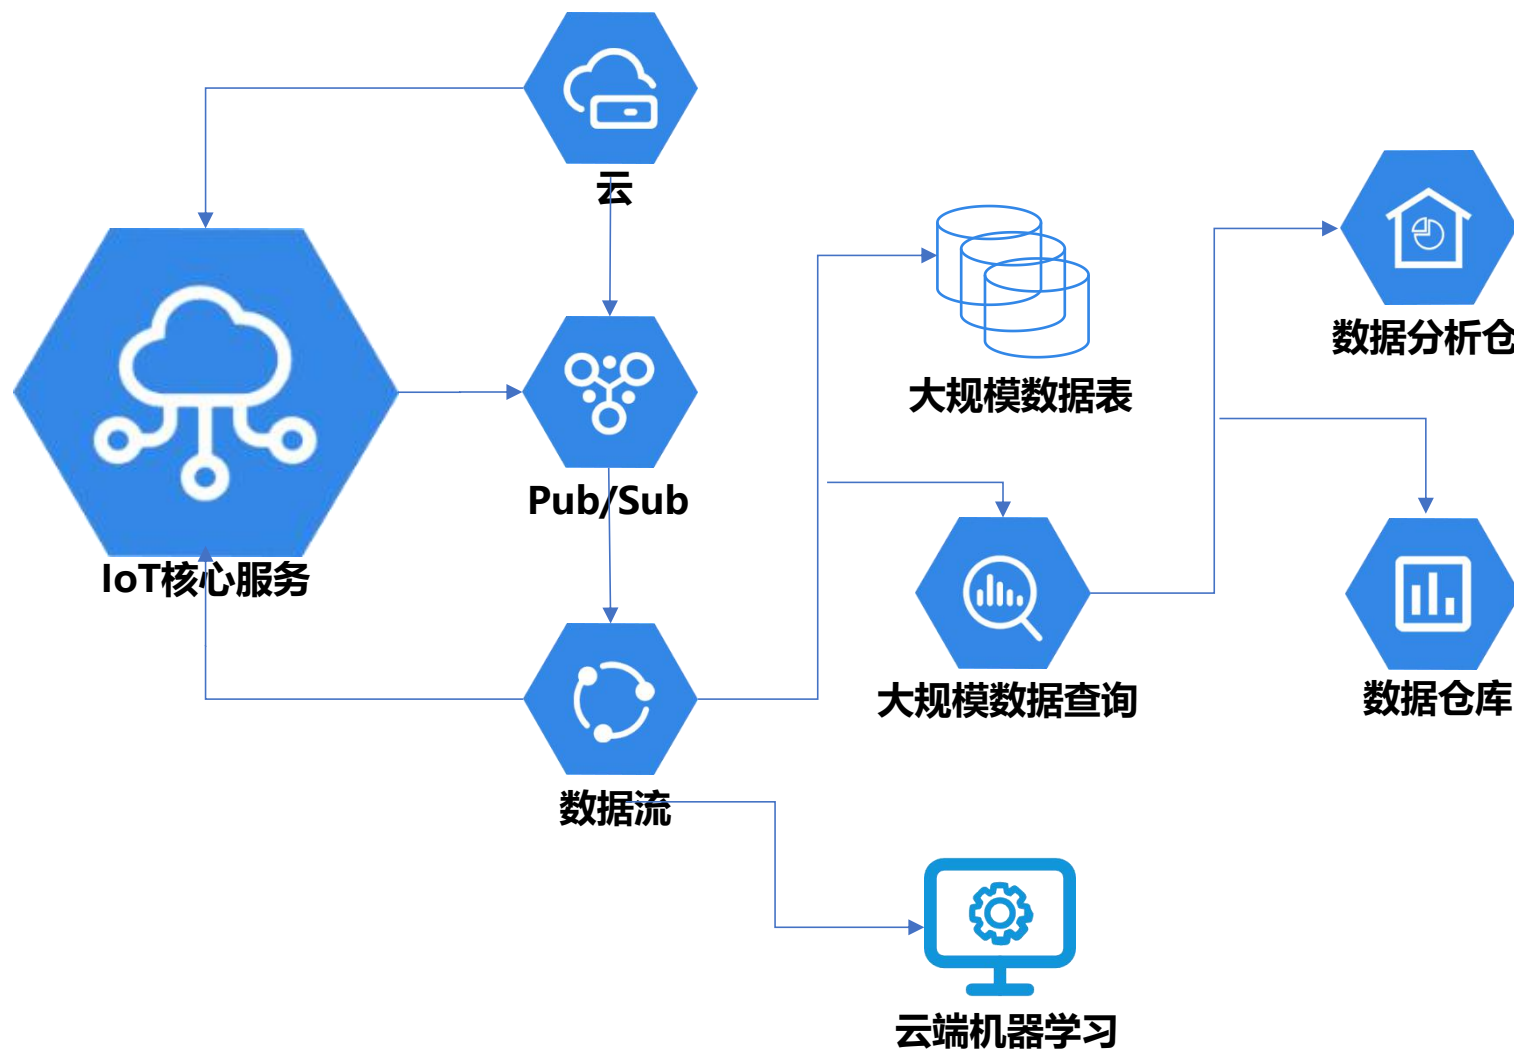 云
数据分析仓
大规模数据表
Pub/Sub
IoT核心服务
大规模数据查询
数据仓库
数据流
云端机器学习